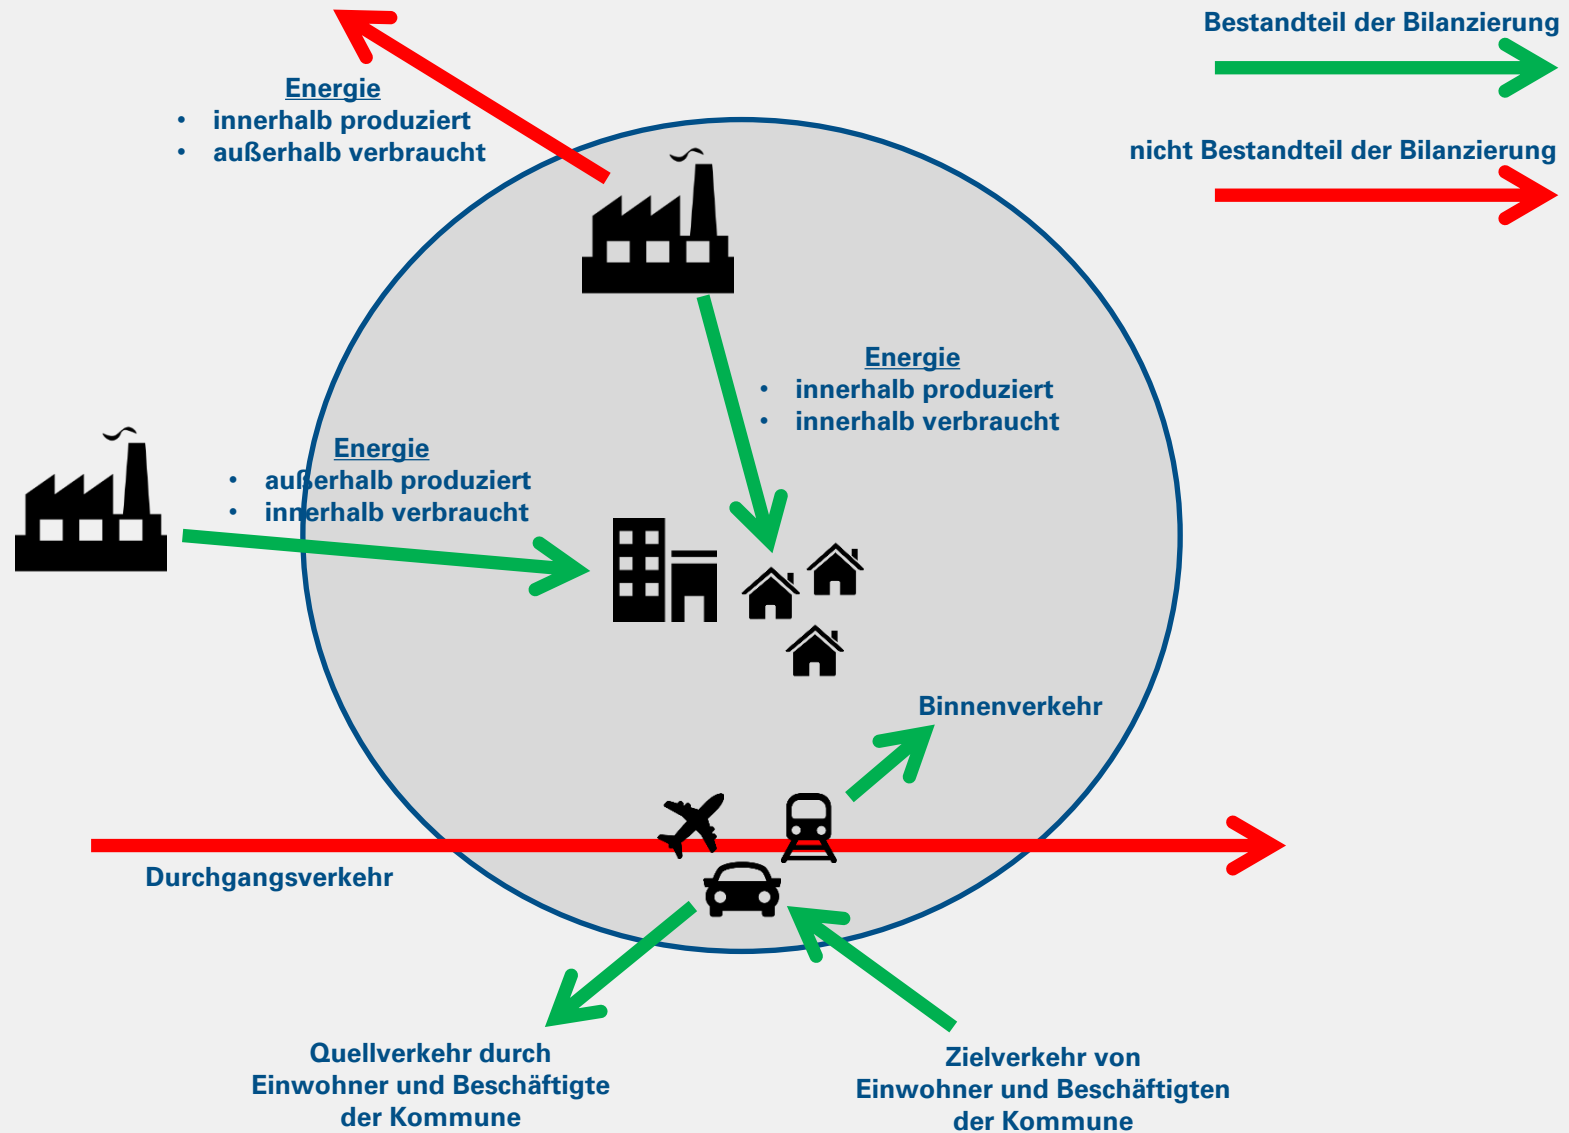 Bestandteil der Bilanzierung
nicht Bestandteil der Bilanzierung
Energie
• innerhalb produziert
• außerhalb verbraucht
Energie
• innerhalb produziert
• innerhalb verbraucht
Energie
• außerhalb produziert
• innerhalb verbraucht
Binnenverkehr
Durchgangsverkehr
Quellverkehr durch
Einwohner und Beschäftigte
der Kommune
Zielverkehr von
Einwohner und Beschäftigten
der Kommune